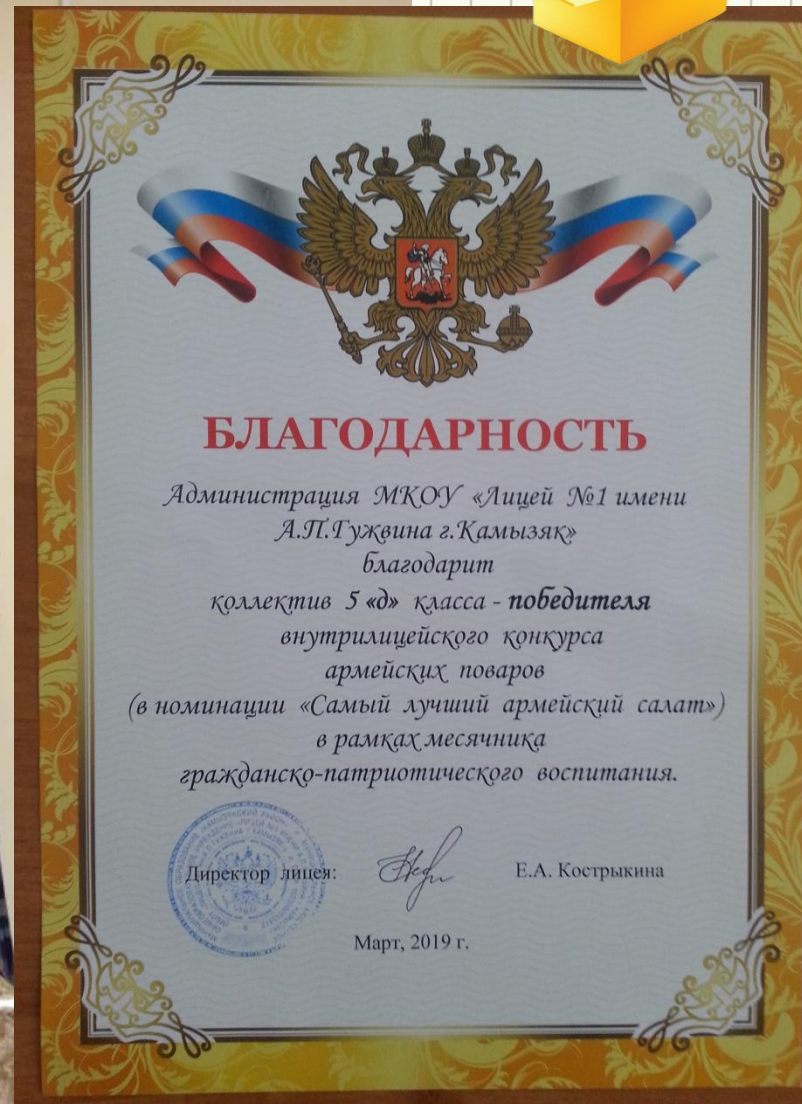 БЛАГОДАРНОСТЬ
Администрация МКОУ «Лицей №1 имени
А.П.Гужвина г.Камызяк»
благодарит
коллектив 5 «д» класса - победителя
внутрилицейского конкурса
армейских поваров
(в номинации «Самый лучший армейский салат»)
в рамках месячника
гражданско-патриотического воспитания.
Директор лицея: Е.А. Кострыкина
Март, 2019 г.